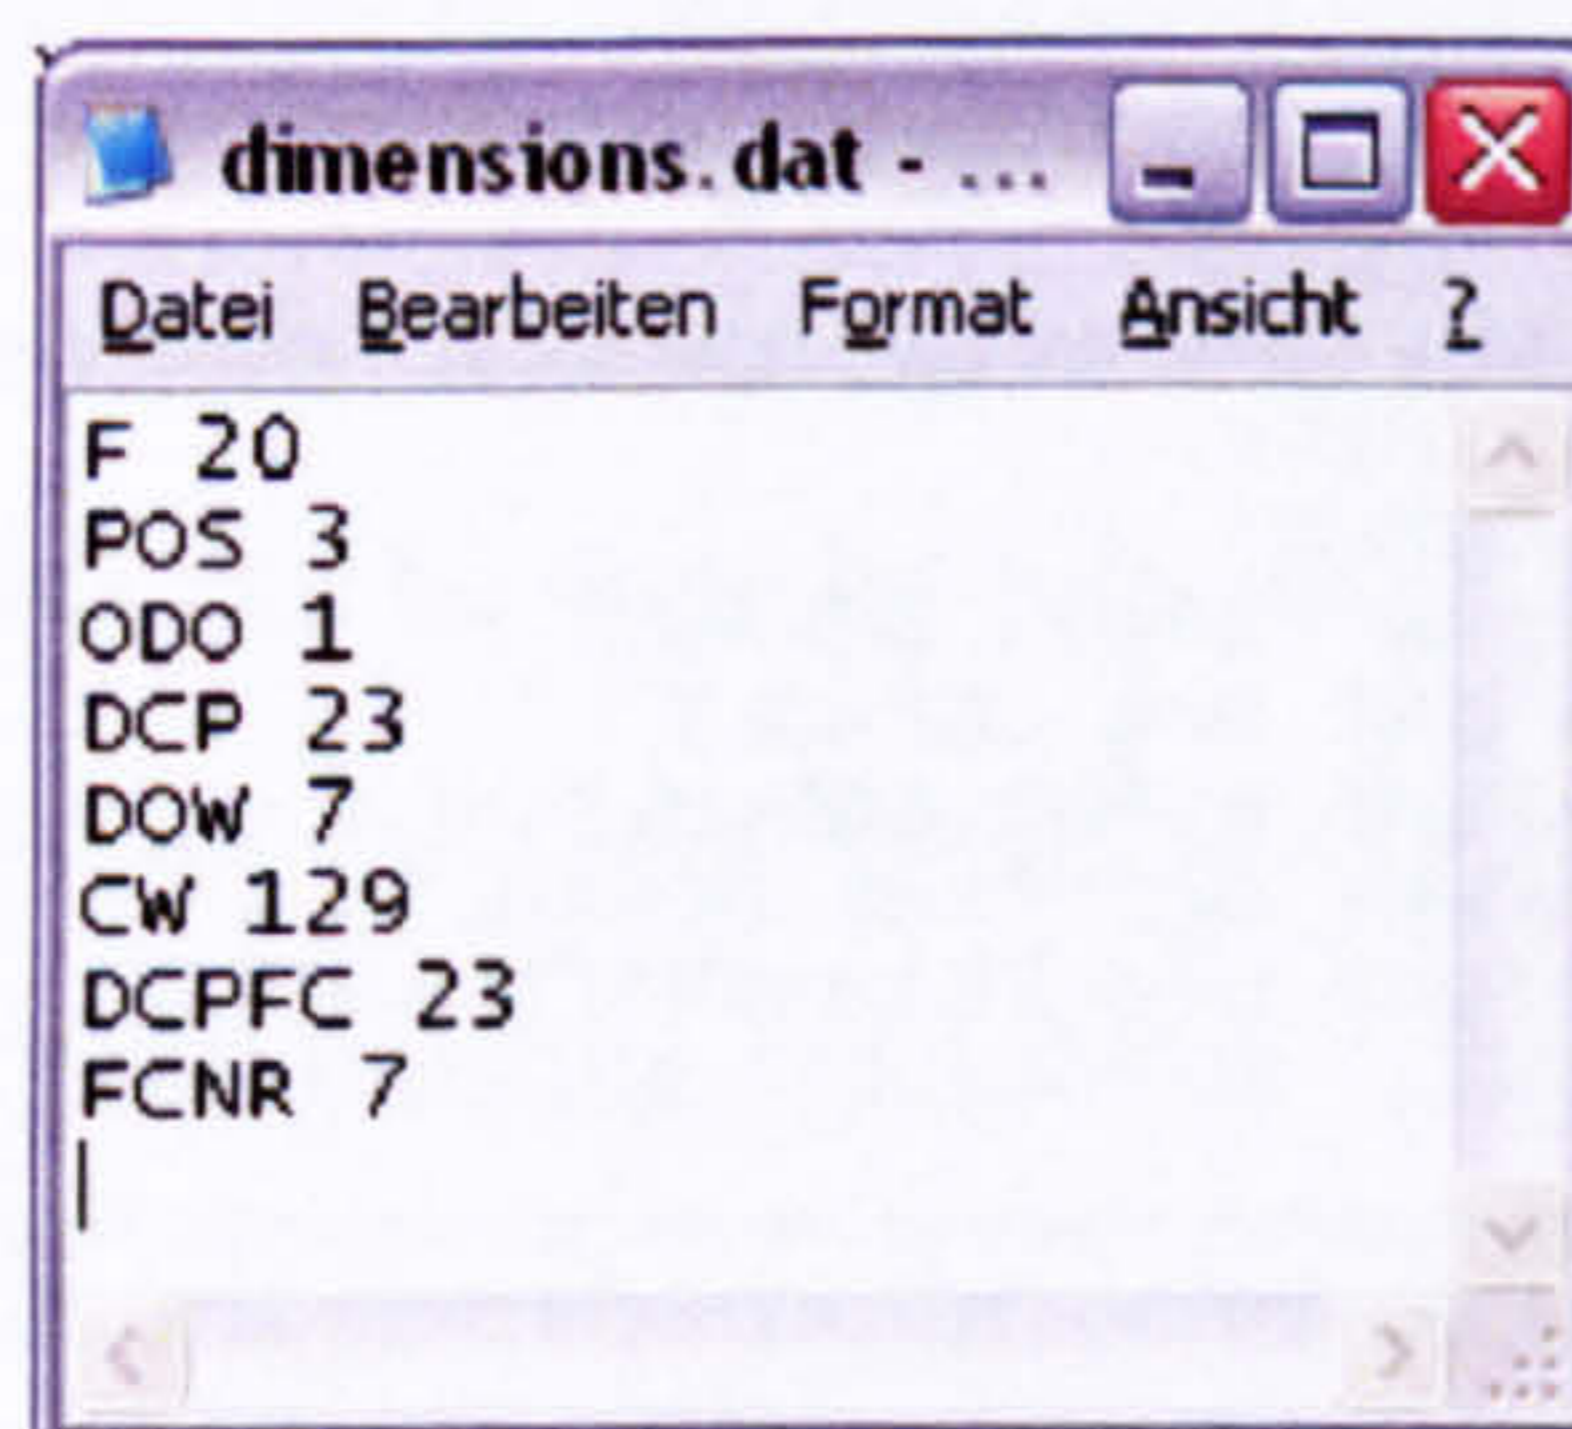 dimensions.dat - ...
Datei Bearbeiten Format Ansicht ?
F 20
POS 3
ODO 1
DCP 23
DOW 7
CW 129
DCPFC 23
FCNR 7